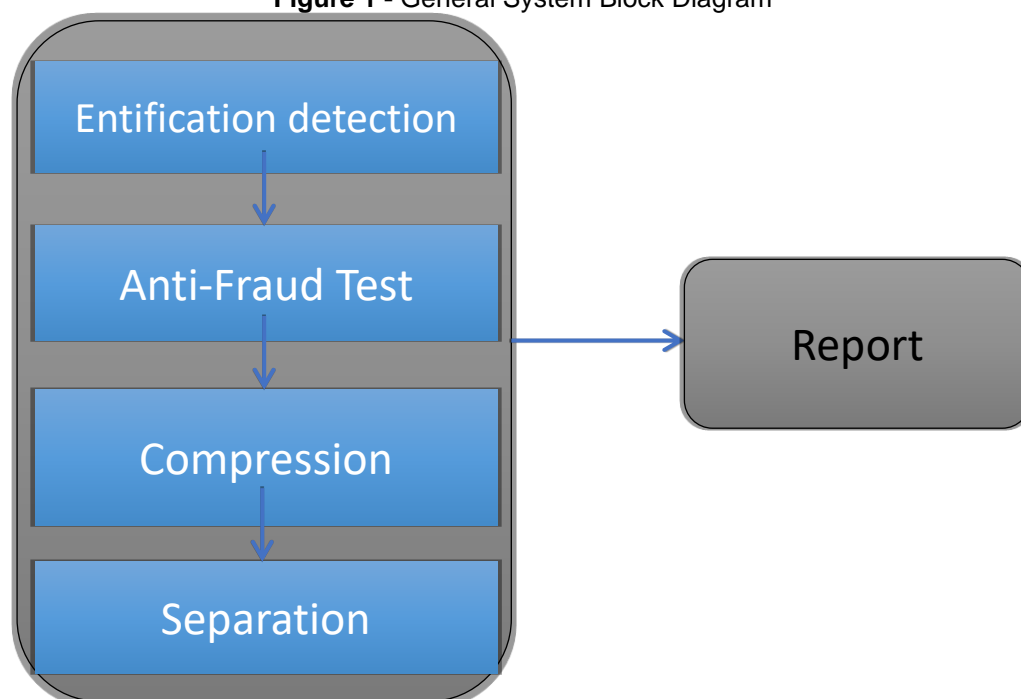 Figure 1 - General System Block Diagram
Entification detection
Anti-Fraud Test
Compression
Separation
Report